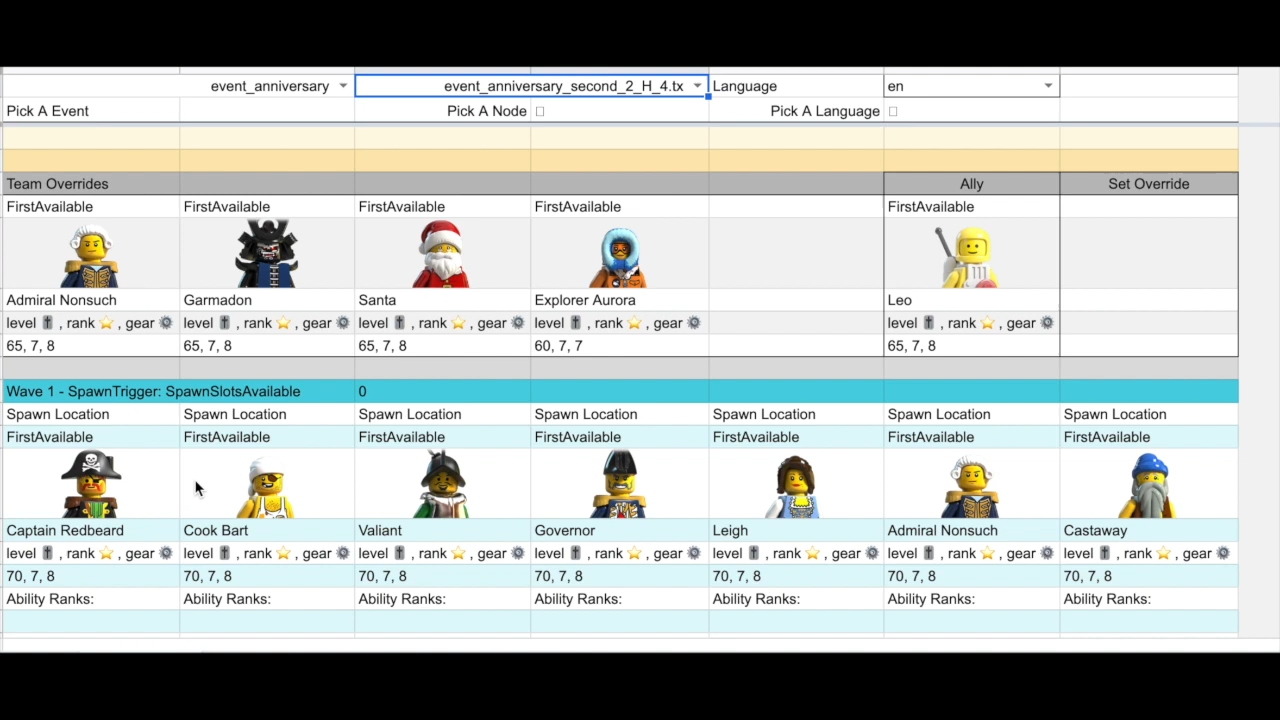 event_anniversary event_anniversary_second_2_H_4.tx Language en
Pick A Event Pick A Node Pick A Language
Team Overrides Ally Set Override
FirstAvailable FirstAvailable FirstAvailable FirstAvailable FirstAvailable
Admiral Nonsuch Garmadon Santa Explorer Aurora Leo
level , rank ⭐ , gear ⚙ level , rank ⭐ , gear ⚙ level , rank ⭐ , gear ⚙ level , rank ⭐ , gear ⚙ level , rank ⭐ , gear ⚙
65, 7, 8 65, 7, 8 65, 7, 8 60, 7, 7 65, 7, 8
Wave 1 - SpawnTrigger: SpawnSlotsAvailable 0
Spawn Location Spawn Location Spawn Location Spawn Location Spawn Location Spawn Location Spawn Location
FirstAvailable FirstAvailable FirstAvailable FirstAvailable FirstAvailable FirstAvailable FirstAvailable
Captain Redbeard Cook Bart Valiant Governor Leigh Admiral Nonsuch Castaway
level , rank ⭐ , gear ⚙ level , rank ⭐ , gear ⚙ level , rank ⭐ , gear ⚙ level , rank ⭐ , gear ⚙ level , rank ⭐ , gear ⚙ level , rank ⭐ , gear ⚙ level , rank ⭐ , gear ⚙
70, 7, 8 70, 7, 8 70, 7, 8 70, 7, 8 70, 7, 8 70, 7, 8 70, 7, 8
Ability Ranks: Ability Ranks: Ability Ranks: Ability Ranks: Ability Ranks: Ability Ranks: Ability Ranks: